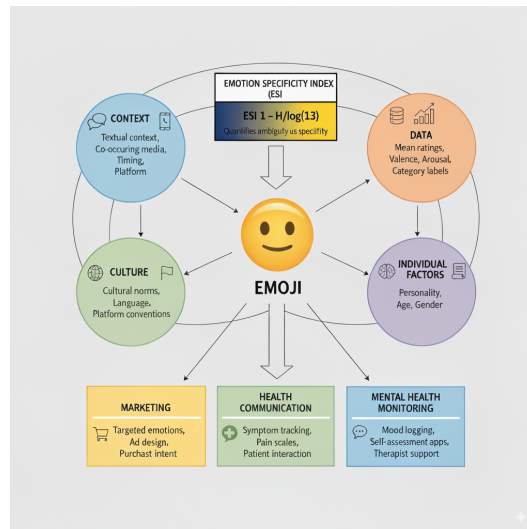 EMOTION SPECIFICITY INDEX
(ESI
ESI 1 – H/log(13)
Quantifies ambiguty us specifity
CONTEXT
Textual context,
Co-occuring media,
Timing,
Platform
DATA
Mean ratings,
Valence, Arousal,
Category labels
CULTURE
Cultural norms,
Language.
Platform conventions
EMOJI
INDIVIDUAL
FACTORS
Personality,
Age, Gender
MARKETING
Targeted emotions,
Ad design.
Purchast intent
HEALTH
COMMUNICATION
Symptom tracking,
Pain scales,
Patient interaction
MENTAL HEALTH
MONITORING
Mood logging,
Self-assessment apps,
Therapist support